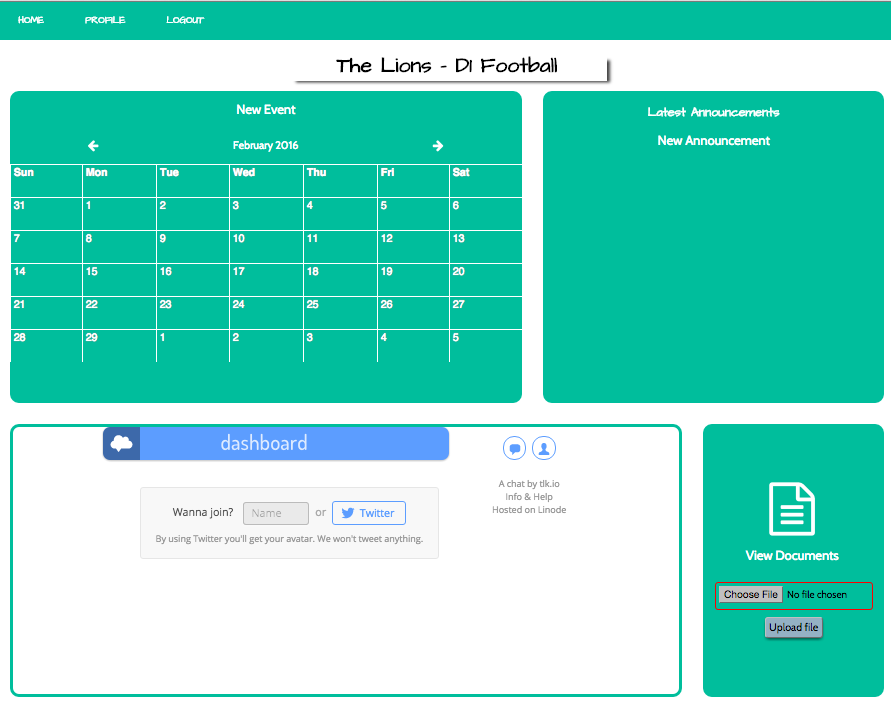 HOME PROFILE LOGOUT
The Lions - D1 Football
New Event
February 2016
Sun Mon Tue Wed Thu Fri Sat
31 1 2 3 4 5 6
7 8 9 10 11 12 13
14 15 16 17 18 19 20
21 22 23 24 25 26 27
28 29 1 2 3 4 5
Latest Announcements
New Announcement
dashboard
Wanna join? Name or Twitter
By using Twitter you'll get your avatar. We won't tweet anything.
A chat by tlk.io
Info & Help
Hosted on Linode
View Documents
Choose File No file chosen
Upload file